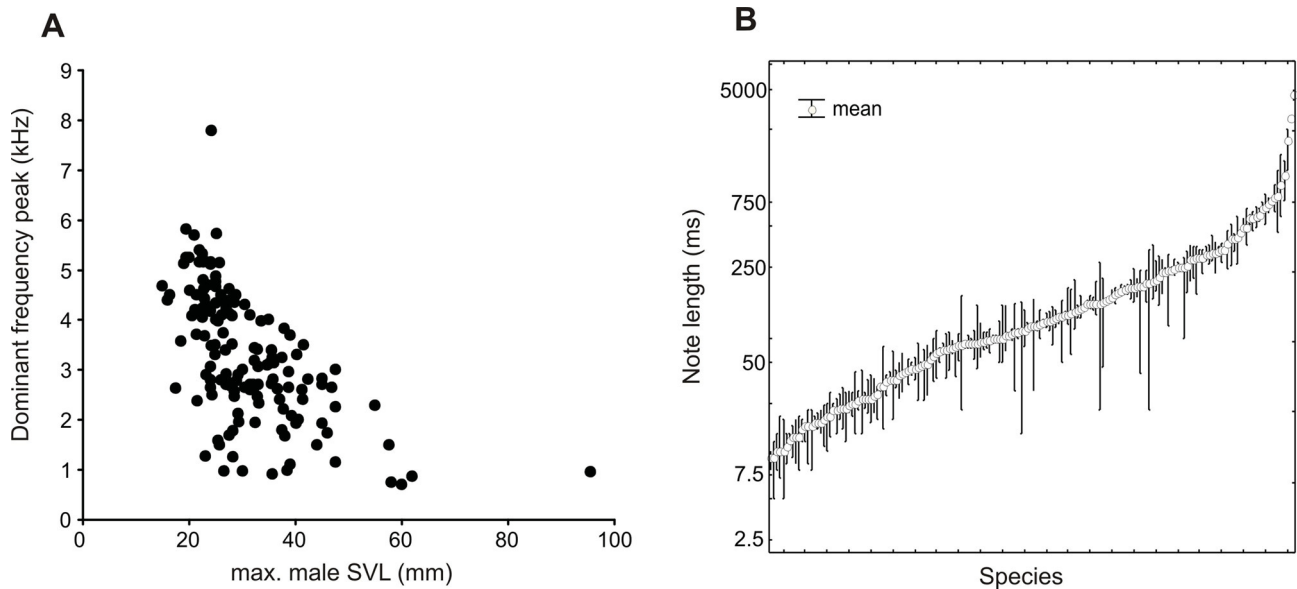 A
Dominant frequency peak (kHz)
9
8
7
6
5
4
3
2
1
0
0 20 40 60 80 100
max. male SVL (mm)
B
Note length (ms)
5000
750
250
50
7.5
2.5
mean
Species